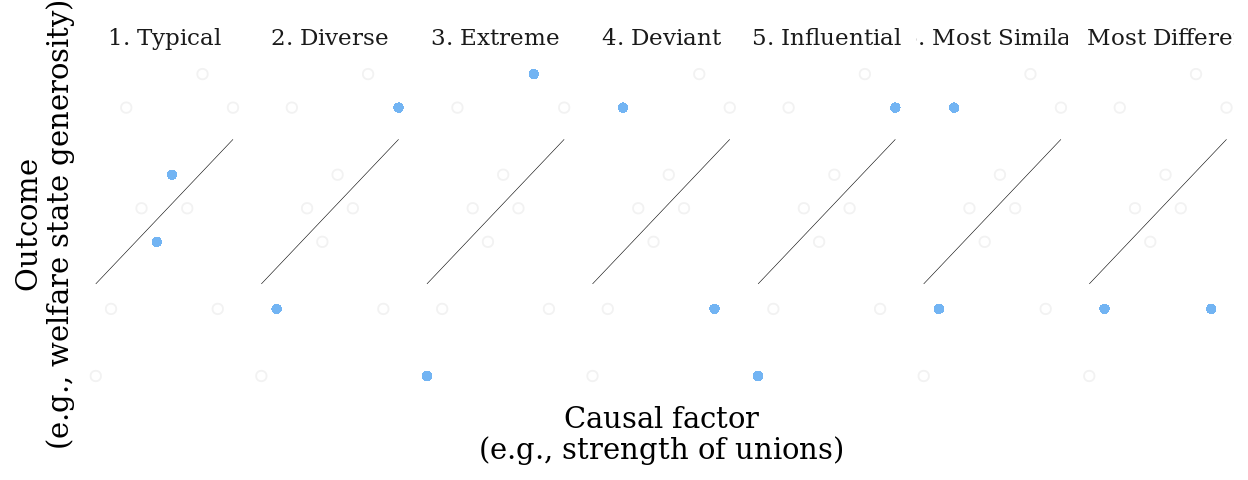 1. Typical
2. Diverse
3. Extreme
4. Deviant
5. Influential
. Most Simila
Most Differe
Outcome
(e.g., welfare state generosity)
Causal factor
(e.g., strength of unions)